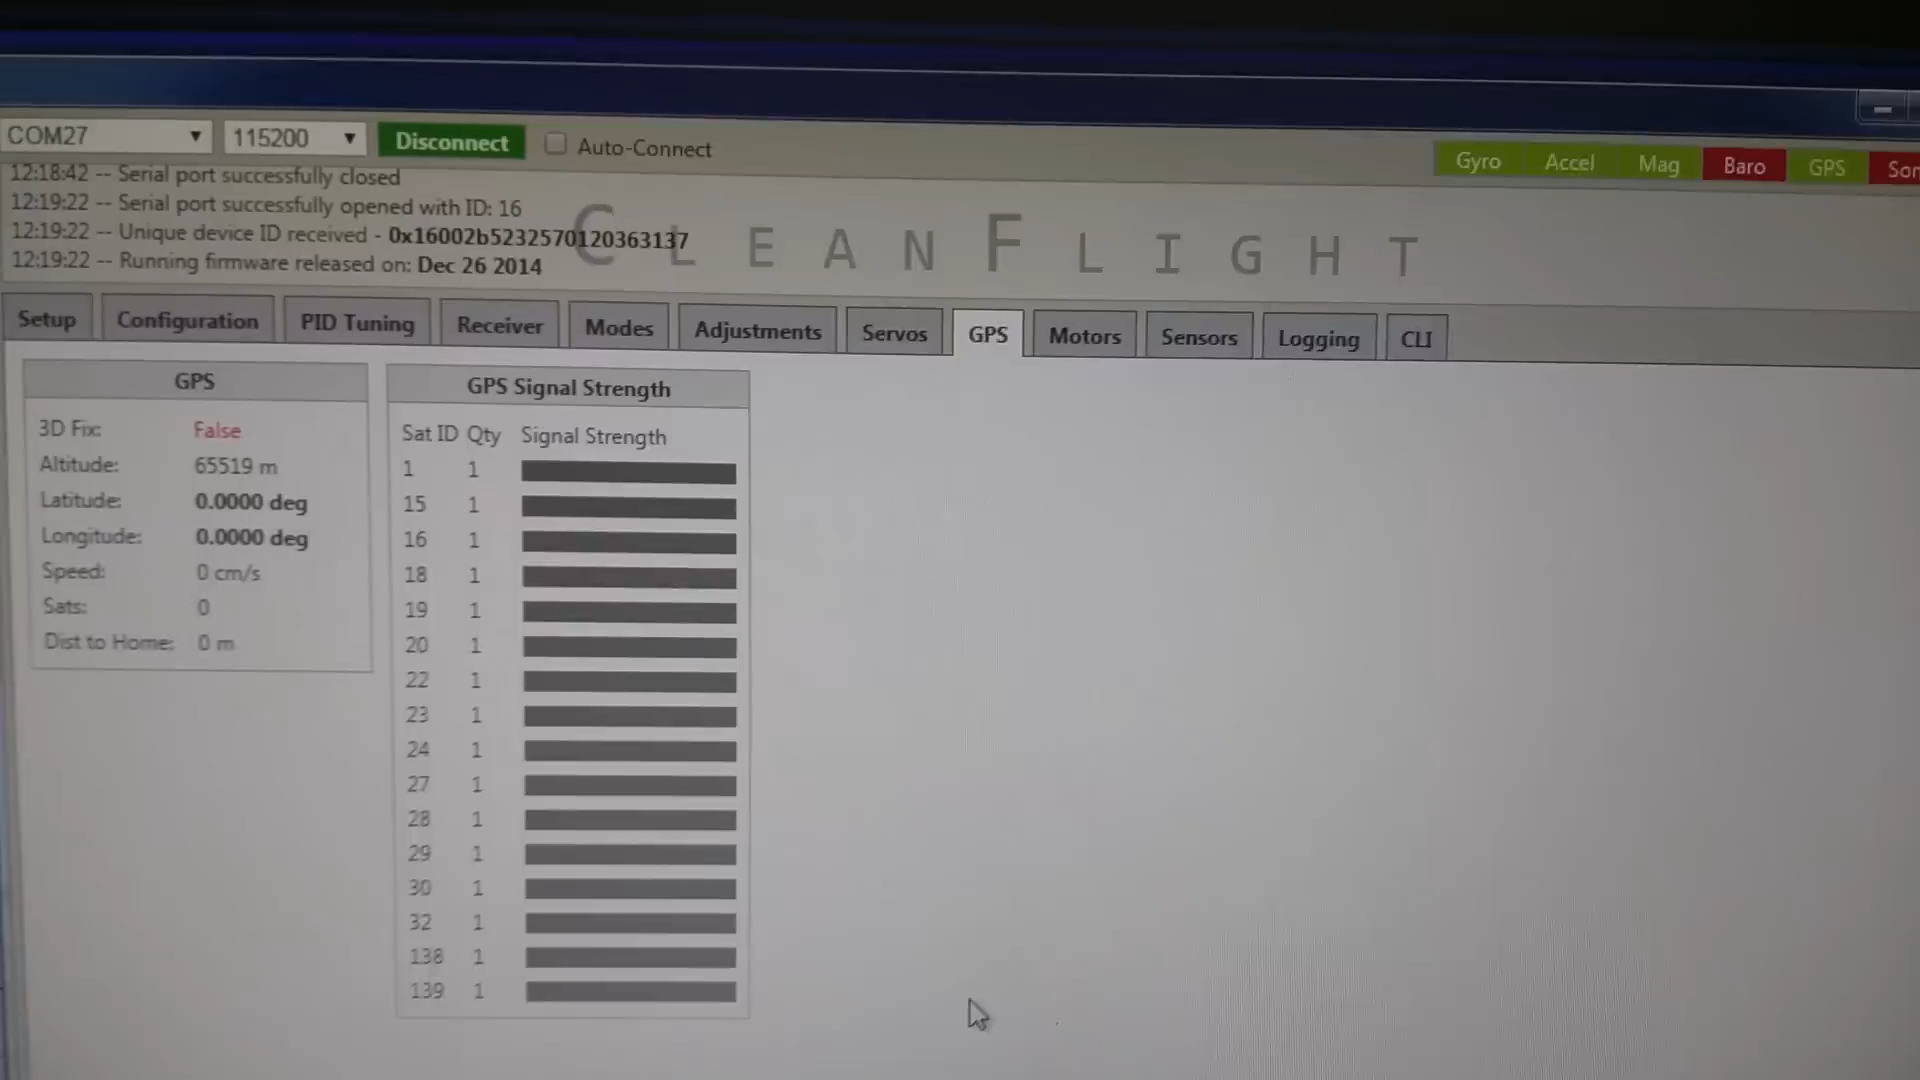 COM27 115200 Disconnect Auto-Connect
Gyro Accel Mag Baro GPS
12:18:42 -- Serial port successfully closed
12:19:22 -- Serial port successfully opened with ID: 16
12:19:22 -- Unique device ID received - 0x16002b5232570120363137
12:19:22 -- Running firmware released on: Dec 26 2014
CLEANFLIGHT
Setup Configuration PID Tuning Receiver Modes Adjustments Servos GPS Motors Sensors Logging CLI
GPS
3D Fix: False
Altitude: 65519 m
Latitude: 0.0000 deg
Longitude: 0.0000 deg
Speed: 0 cm/s
Sats: 0
Dist to Home: 0 m
GPS Signal Strength
Sat ID Qty Signal Strength
1 1
15 1
16 1
18 1
19 1
20 1
22 1
23 1
24 1
27 1
28 1
29 1
30 1
32 1
138 1
139 1